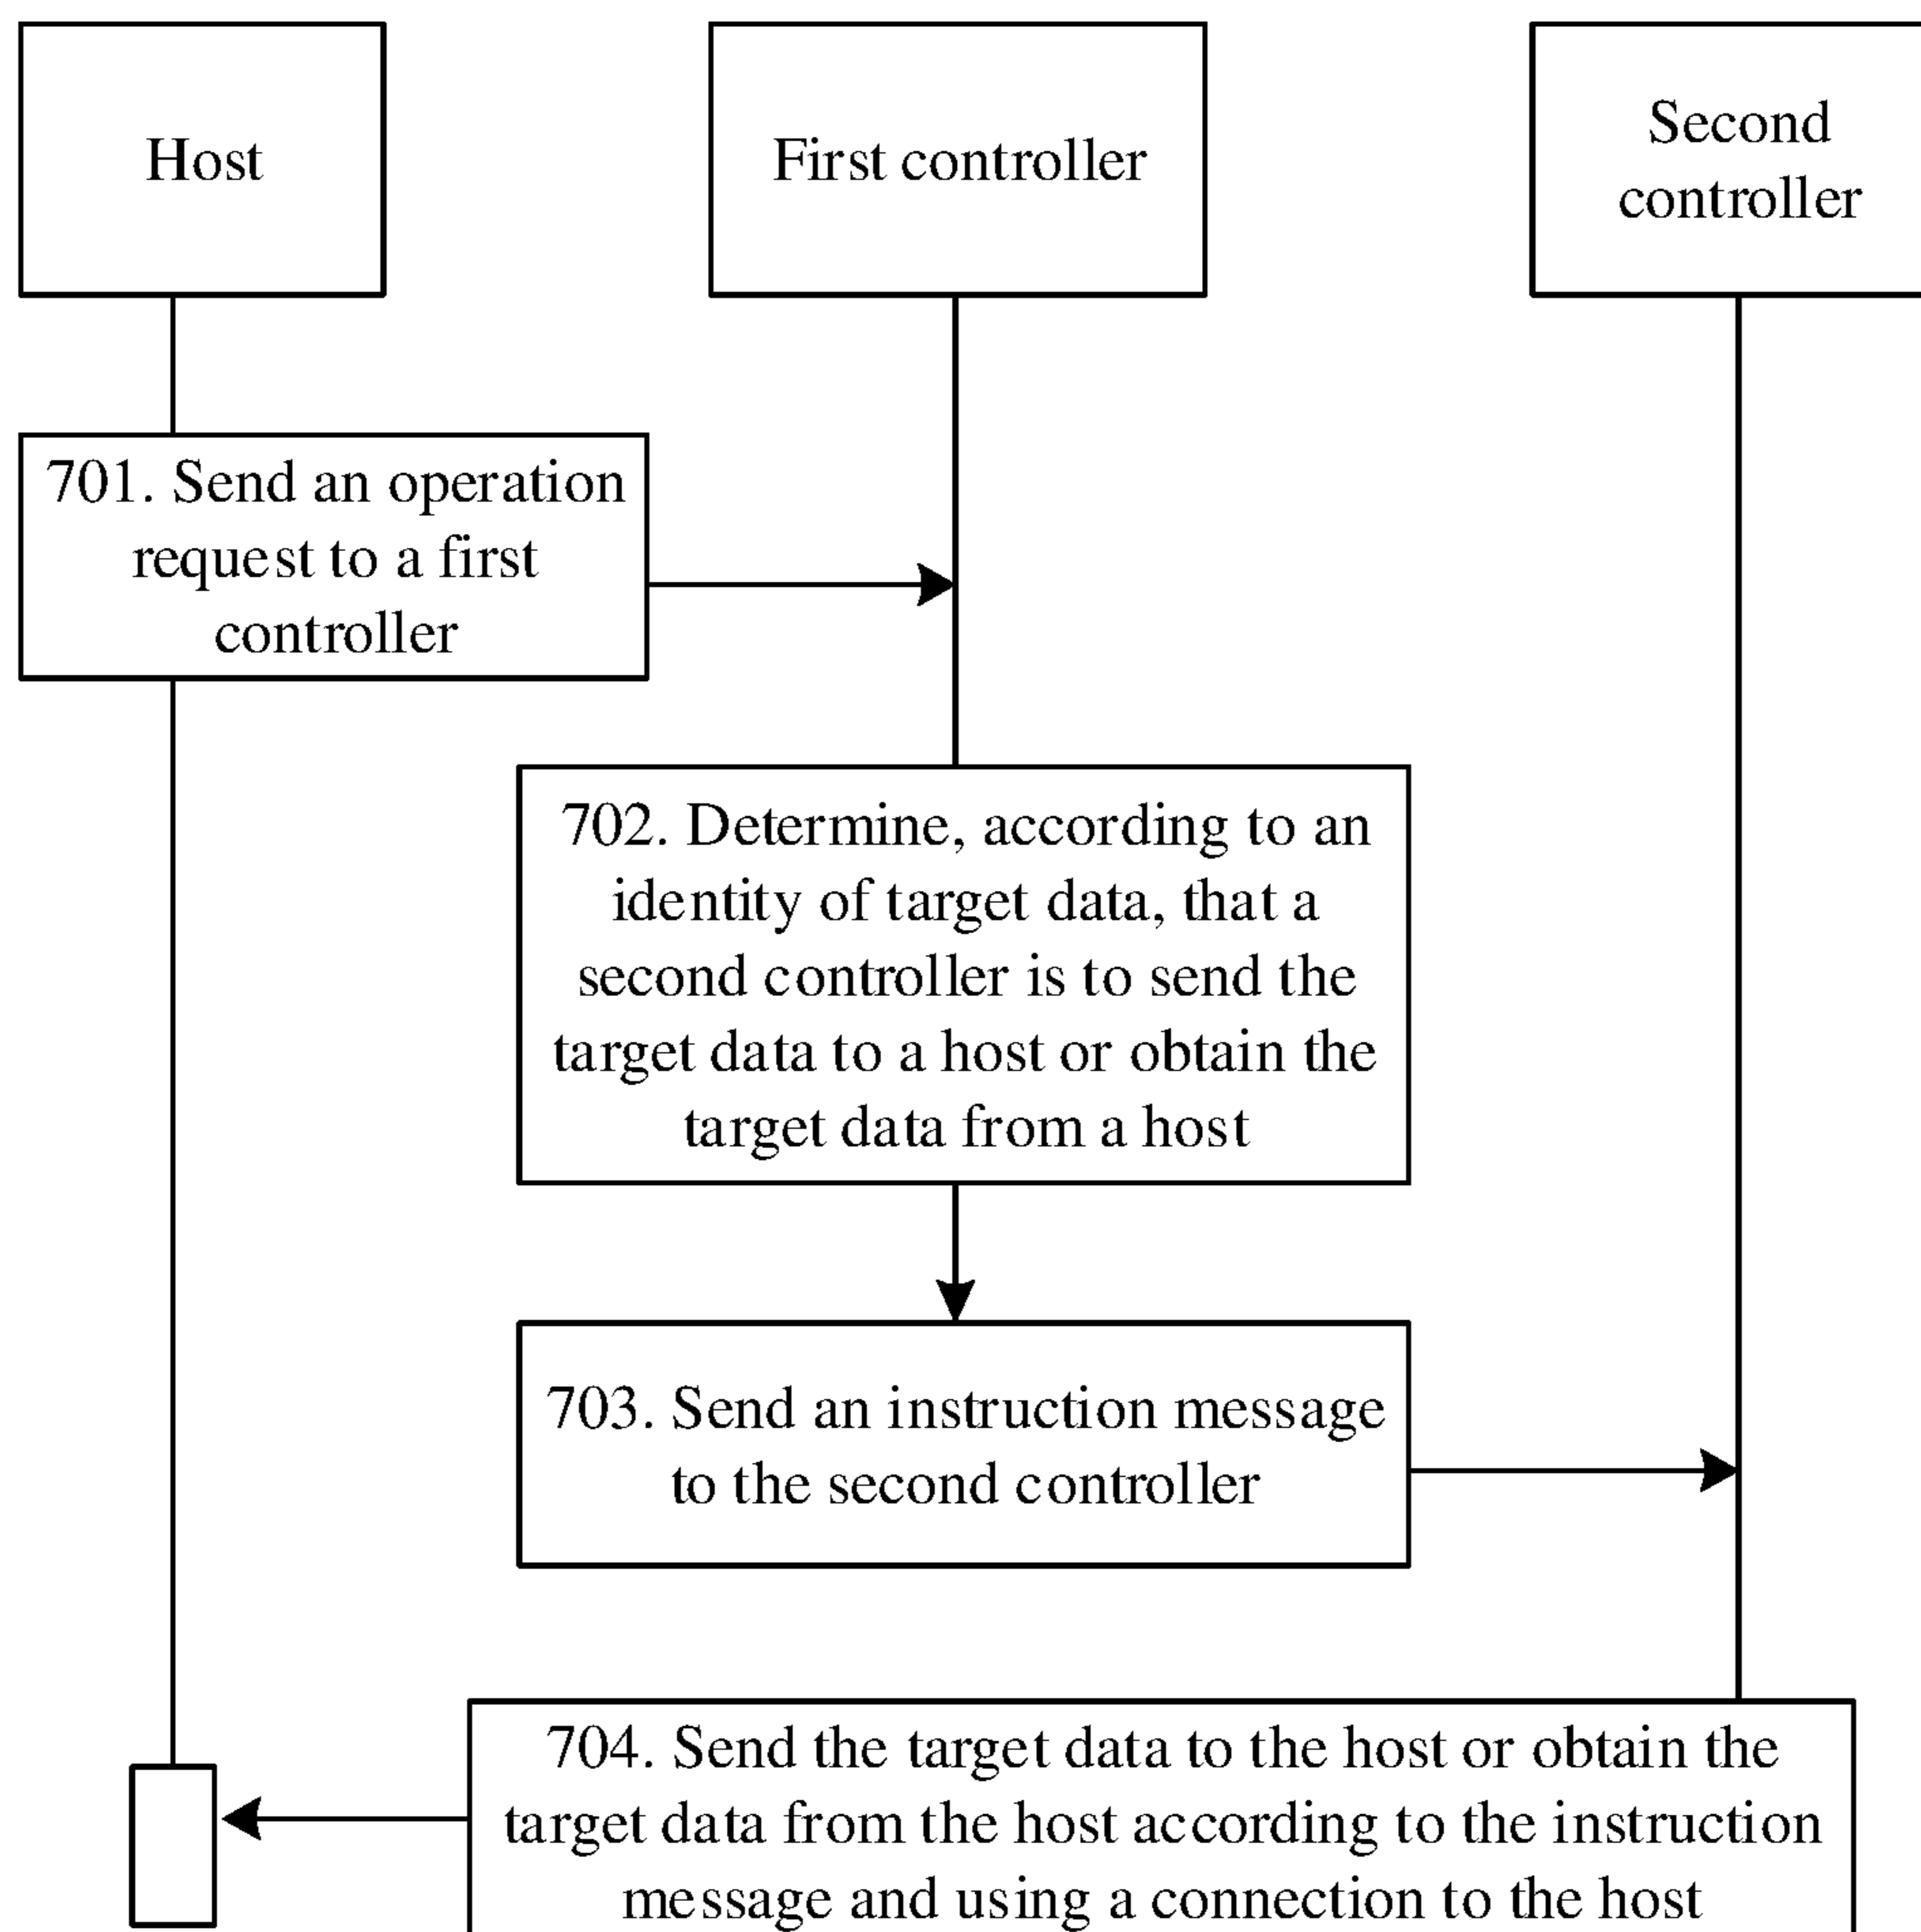 Host
First controller
Second
controller
701. Send an operation
request to a first
controller
702. Determine, according to an
identity of target data, that a
second controller is to send the
target data to a host or obtain the
target data from a host
703. Send an instruction message
to the second controller
704. Send the target data to the host or obtain the
target data from the host according to the instruction
message and using a connection to the host